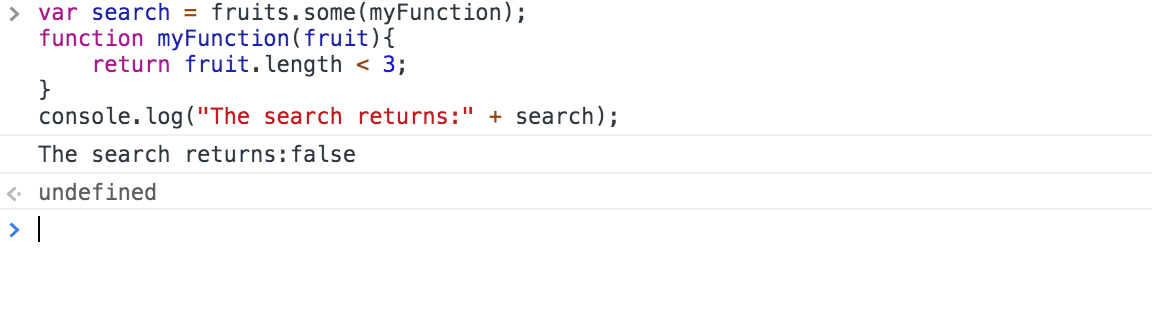 > var search = fruits.some(myFunction);
function myFunction(fruit){
    return fruit.length < 3;
}
console.log("The search returns:" + search);
The search returns:false
undefined
>